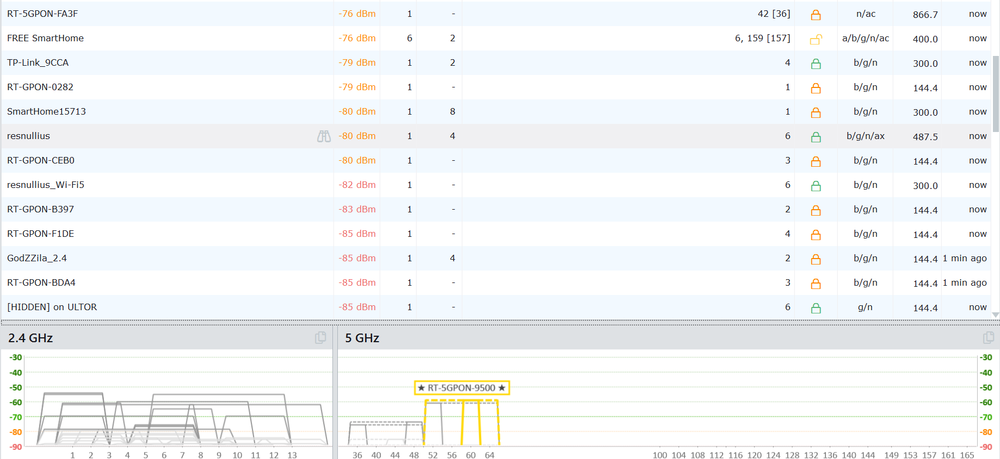 RT-5GPON-FA3F -76 dBm 1 - 42 [36] n/ac 866.7 now
FREE SmartHome -76 dBm 6 2 6, 159 [157] a/b/g/n/ac 400.0 now
TP-Link_9CCA -79 dBm 1 2 4 b/g/n 300.0 now
RT-GPON-0282 -79 dBm 1 - 1 b/g/n 144.4 now
SmartHome15713 -80 dBm 1 8 1 b/g/n 300.0 now
resnullius -80 dBm 1 4 6 b/g/n/ax 487.5 now
RT-GPON-CEB0 -80 dBm 1 - 3 b/g/n 144.4 now
resnullius_Wi-Fi5 -82 dBm 1 - 6 b/g/n 300.0 now
RT-GPON-B397 -83 dBm 1 - 2 b/g/n 144.4 now
RT-GPON-F1DE -85 dBm 1 - 4 b/g/n 144.4 now
GodZZila_2.4 -85 dBm 1 4 2 b/g/n 144.4 1 min ago
RT-GPON-BDA4 -85 dBm 1 - 3 b/g/n 144.4 1 min ago
[HIDDEN] on ULTOR -85 dBm 1 - 6 g/n 144.4 now
2.4 GHz
-30
-40
-50
-60
-70
-80
-90
1 2 3 4 5 6 7 8 9 10 11 12 13
5 GHz
★ RT-5GPON-9500 ★
-30
-40
-50
-60
-70
-80
-90
36 40 44 48 52 56 60 64 100 104 108 112 116 120 124 128 132 136 140 144 149 153 157 161 165